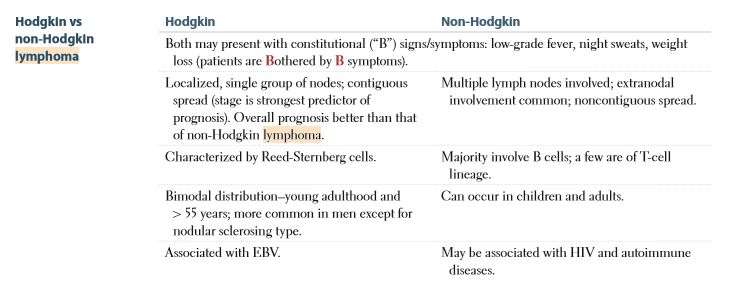 Hodgkin vs
non-Hodgkin
lymphoma
Hodgkin
Non-Hodgkin
Both may present with constitutional (“B”) signs/symptoms: low-grade fever, night sweats, weight
loss (patients are Bothered by B symptoms).
Localized, single group of nodes; contiguous
spread (stage is strongest predictor of
prognosis). Overall prognosis better than that
of non-Hodgkin lymphoma.
Multiple lymph nodes involved; extranodal
involvement common; noncontiguous spread.
Characterized by Reed-Sternberg cells.
Majority involve B cells; a few are of T-cell
lineage.
Bimodal distribution–young adulthood and
> 55 years; more common in men except for
nodular sclerosing type.
Can occur in children and adults.
Associated with EBV.
May be associated with HIV and autoimmune
diseases.